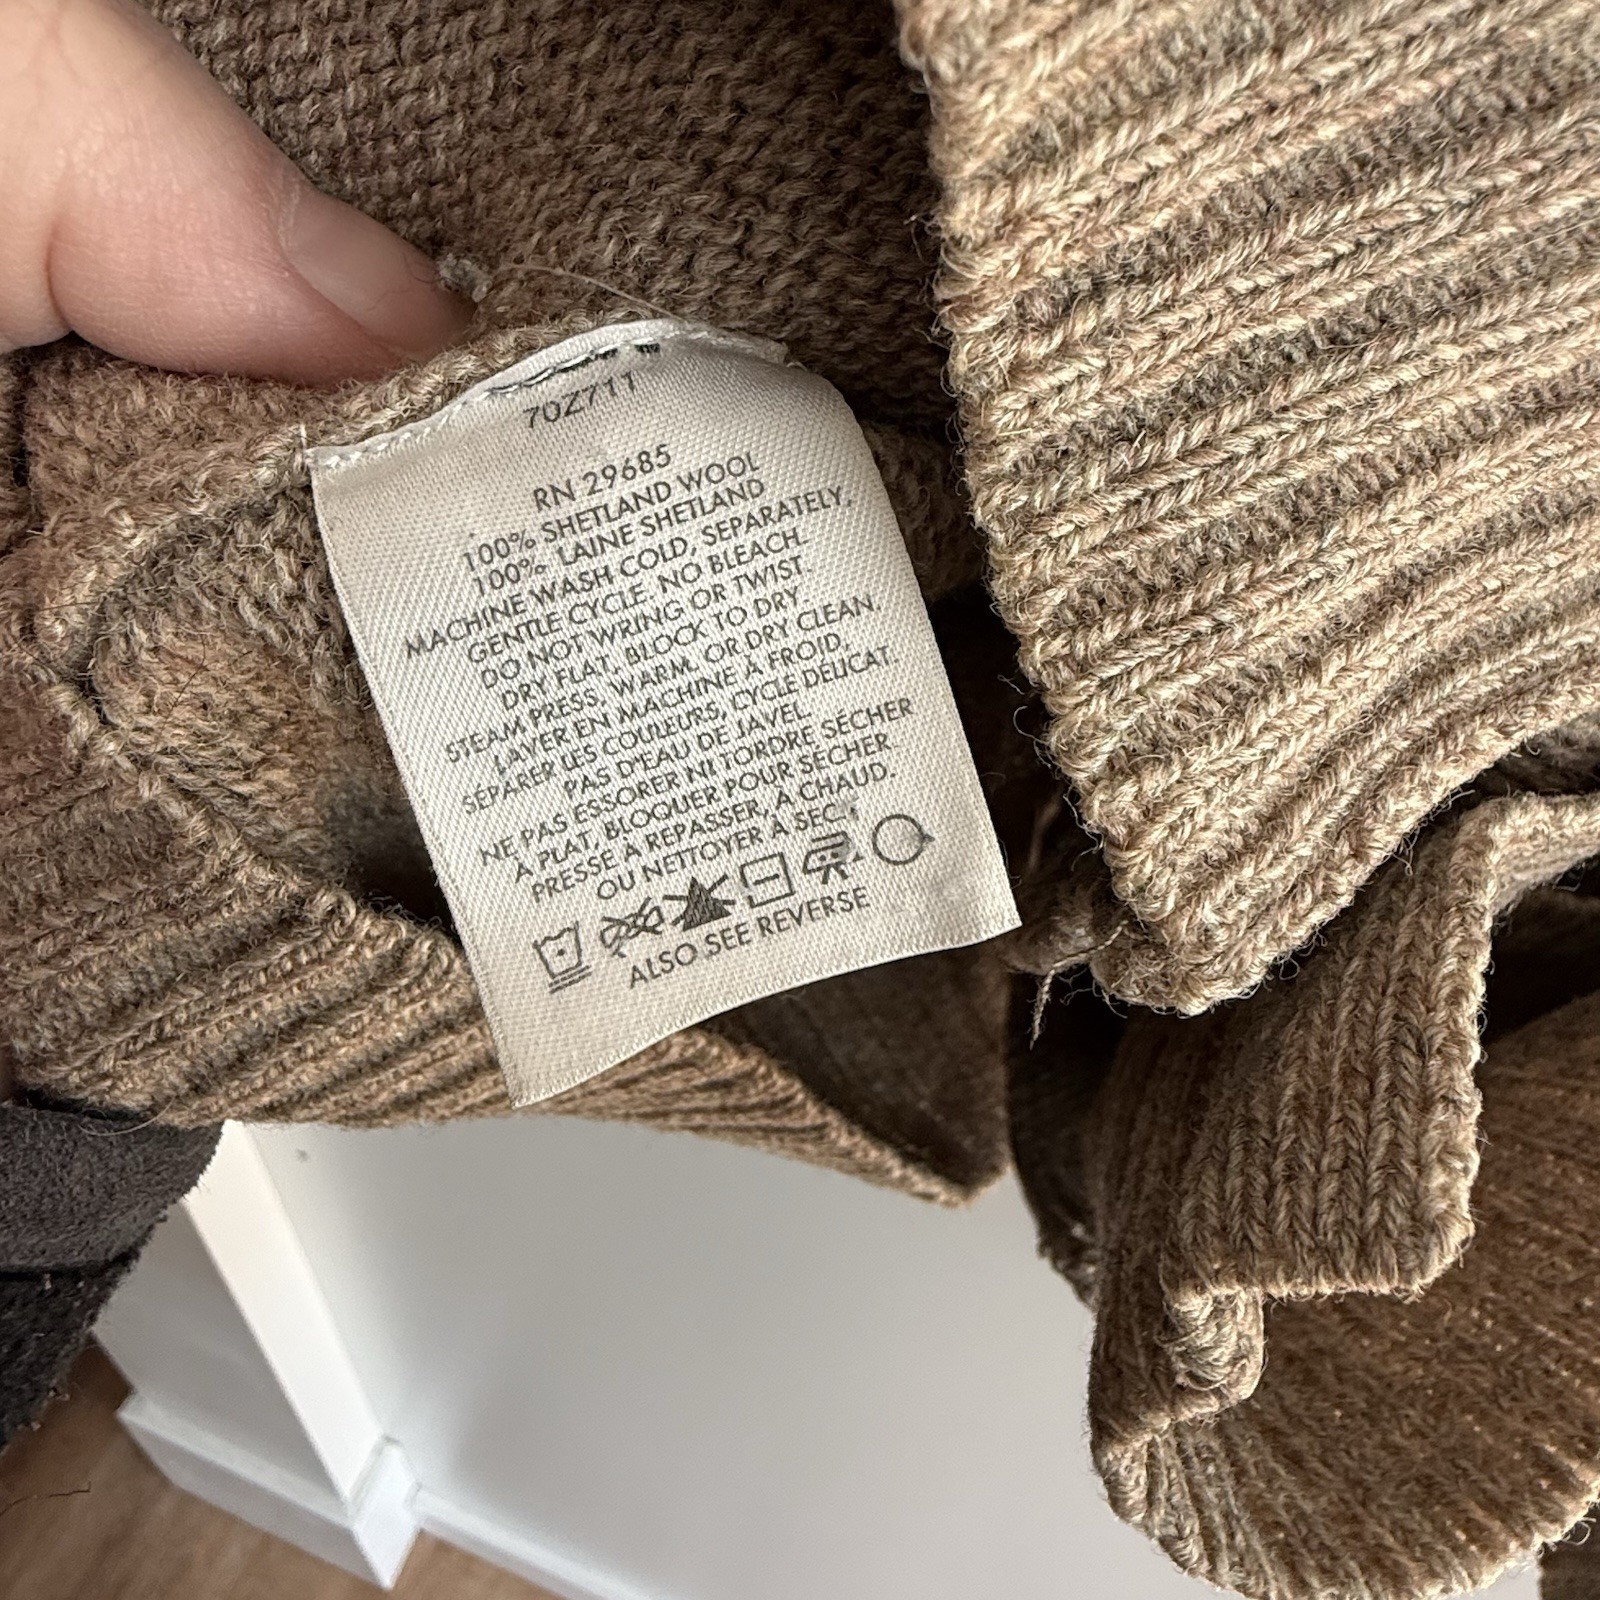 70Z711
RN 29685
100% SHETLAND WOOL
100% LAINE SHETLAND
MACHINE WASH COLD, SEPARATELY,
GENTLE CYCLE, NO BLEACH
DO NOT WRING OR TWIST.
DRY FLAT, BLOCK TO DRY.
STEAM PRESS, WARM. OR DRY CLEAN.
LAVER EN MACHINE À FROID,
SÉPARER LES COULEURS, CYCLE DÉLICAT.
PAS D'EAU DE JAVEL
NE PAS ESSORER NI TORDRE SÉCHER
À PLAT, BLOQUER POUR SÉCHER.
PRESSE À REPASSER, À CHAUD.
OU NETTOYER À SEC.
ALSO SEE REVERSE